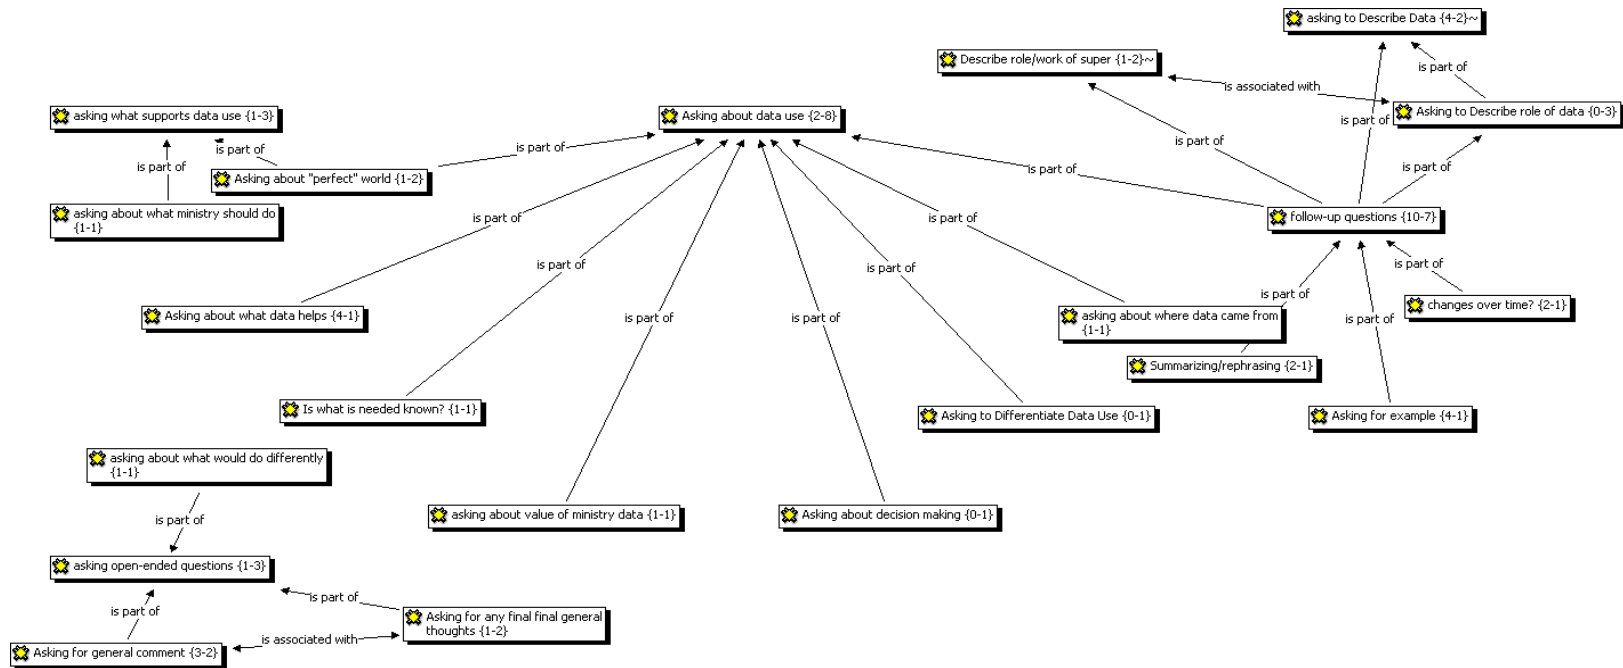 asking to Describe Data {4-2}~
Describe role/work of super {1-2}~
is part of
is associated with
asking what supports data use {1-3}
Asking about data use {2-8}
Asking to Describe role of data {0-3}
is part of
is part of
is part of
is part of
is part of
is part of
is part of
Asking about "perfect" world {1-2}
asking about what ministry should do
{1-1}
follow-up questions {10-7}
is part of
is part of
is part of
is part of
is part of
is part of
changes over time? {2-1}
Asking about what data helps {4-1}
asking about where data came from
{1-1}
is part of
is part of
is part of
Summarizing/rephrasing {2-1}
Is what is needed known? {1-1}
Asking to Differentiate Data Use {0-1}
Asking for example {4-1}
asking about what would do differently
{1-1}
asking about value of ministry data {1-1}
Asking about decision making {0-1}
is part of
asking open-ended questions {1-3}
is part of
is part of
Asking for any final final general
thoughts {1-2}
is associated with
Asking for general comment {3-2}